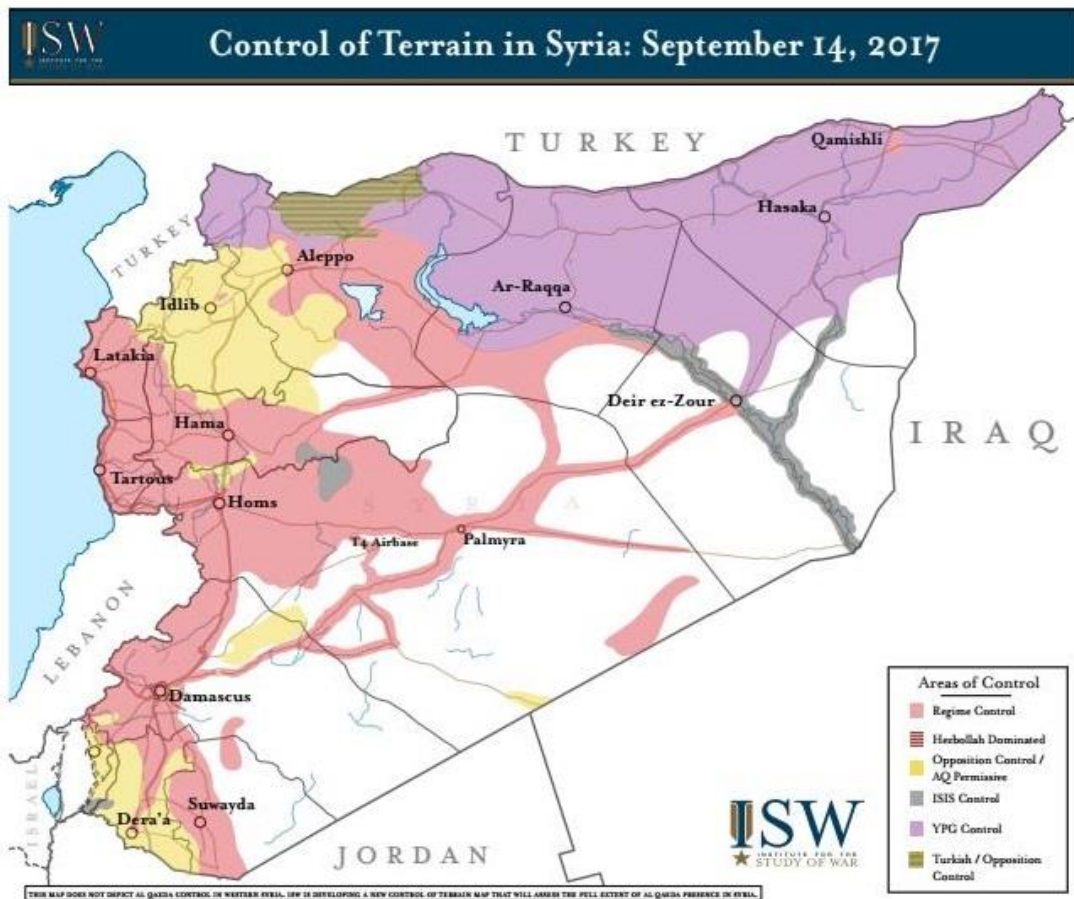 ISW
INSTITUTE FOR THE
Control of Terrain in Syria: September 14, 2017
TURKEY
Qamishli
Hasaka
TURKEY
Aleppo
Idlib
Ar-Raqqa
Latakia
Deir ez-Zour
IRAQ
Hama
Tartous
Homs
SYRIA
T4 Airbase
Palmyra
LEBANON
Damascus
ISRAEL
Dera'a
Suwayda
JORDAN
Areas of Control
Regime Control
Hezbollah Dominated
Opposition Control /
AQ Permissive
ISIS Control
YPG Control
Turkish / Opposition
Control
ISW
INSTITUTE FOR THE
STUDY OF WAR
THIS MAP DOES NOT DEPICT AL QAEDA CONTROL IN WESTERN SYRIA. ISW IS DEVELOPING A NEW CONTROL OF TERRAIN MAP THAT WILL ASSESS THE FULL EXTENT OF AL QAEDA PRESENCE IN SYRIA.